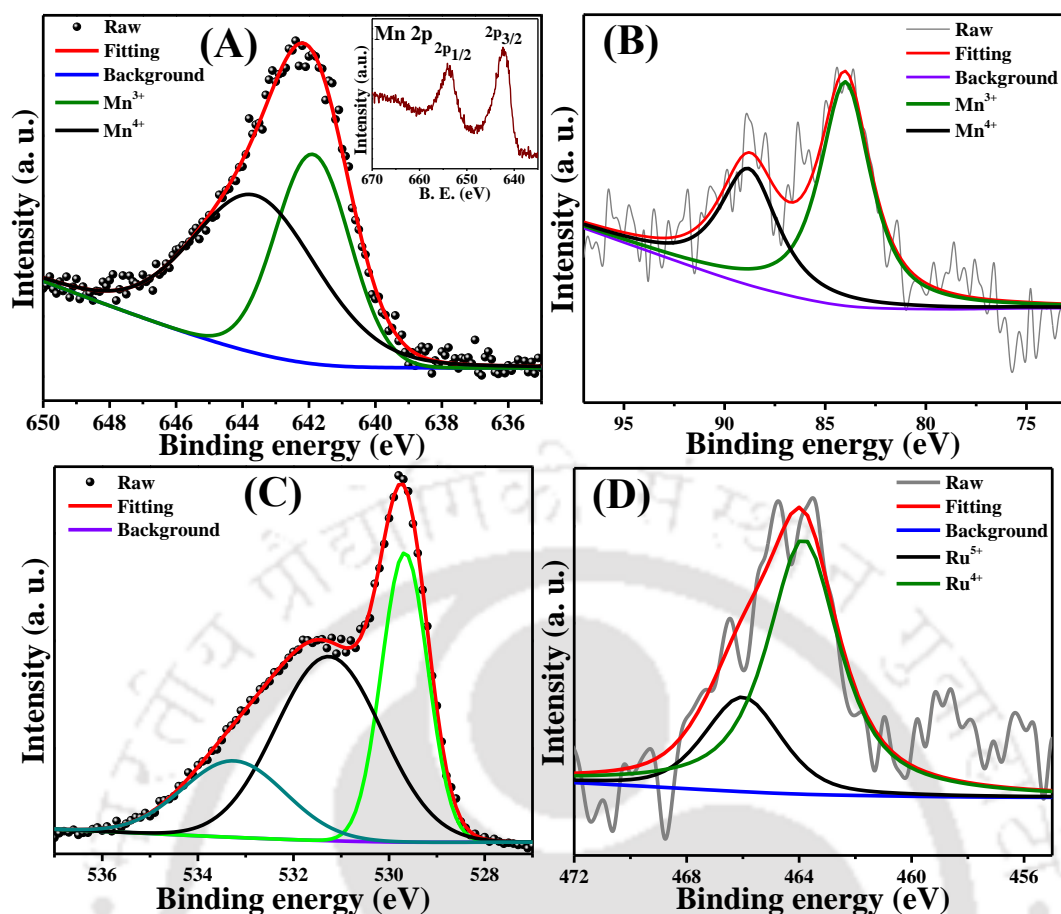 (A)
Raw
Fitting
Background
Mn³⁺
Mn⁴⁺
Mn 2p
2p₁/₂
2p₃/₂
Intensity (a.u.)
670 660 650 640
B. E. (eV)
Intensity (a. u.)
650 648 646 644 642 640 638 636
Binding energy (eV)
(B)
Raw
Fitting
Background
Mn³⁺
Mn⁴⁺
Intensity (a. u.)
95 90 85 80 75
Binding energy (eV)
(C)
Raw
Fitting
Background
Intensity (a. u.)
536 534 532 530 528
Binding energy (eV)
(D)
Raw
Fitting
Background
Ru⁵⁺
Ru⁴⁺
Intensity (a. u.)
472 468 464 460 456
Binding energy (eV)